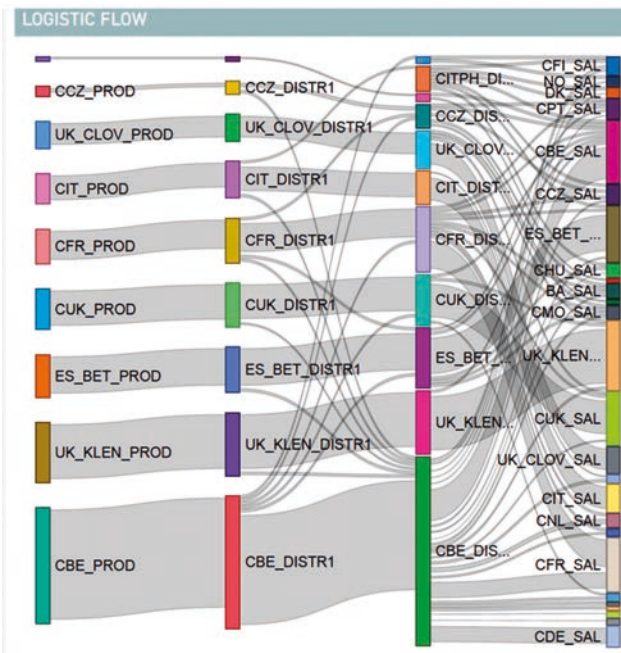 LOGISTIC FLOW
CCZ_PROD
UK_CLOV_PROD
CIT_PROD
CFR_PROD
CUK_PROD
ES_BET_PROD
UK_KLEN_PROD
CBE_PROD
CCZ_DISTR1
UK_CLOV_DISTR1
CIT_DISTR1
CFR_DISTR1
CUK_DISTR1
ES_BET_DISTR1
UK_KLEN_DISTR1
CBE_DISTR1
CITPH_DI...
CCZ_DIS...
UK_CLOV...
CIT_DIST...
CFR_DIS...
CUK_DIS...
ES_BET_...
UK_KLEN...
CBE_DIS...
CFI_SAL
NO_SAL
DK_SAL
CPT_SAL
CBE_SAL
CCZ_SAL
ES_BET_...
CHU_SAL
BA_SAL
CMO_SAL
UK_KLEN...
CUK_SAL
UK_CLOV_SAL
CIT_SAL
CNL_SAL
CFR_SAL
CDE_SAL